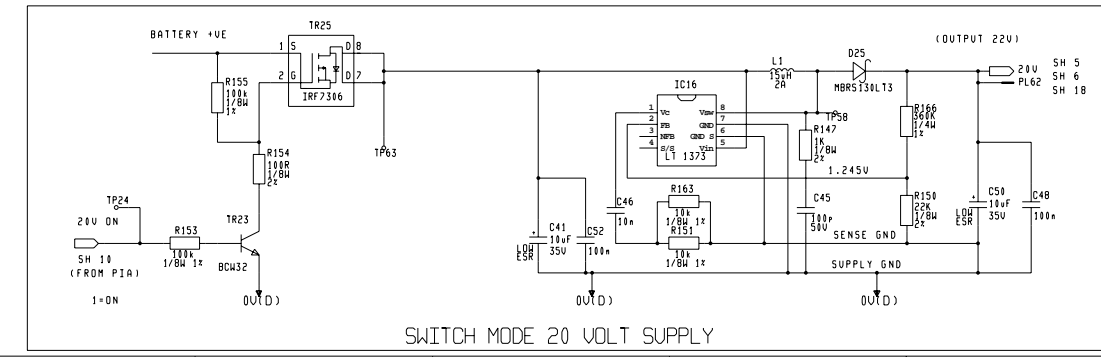 BATTERY +VE
TR25
1 S
D 8
2 G
D 7
IRF7306
R155
100k
1/8W
1%
R154
100R
1/8W
2%
TP63
TP24
20V ON
SH 10
(FROM PIA)
1=ON
R153
100k
1/8W 1%
TR23
BCW32
0V(D)
IC16
1 Vc
2 FB
3 NFB
4 S/S
Vsw 8
GND 7
GND S 6
Vin 5
LT 1373
L1
15uH
2A
D25
MBRS130LT3
(OUTPUT 22V)
20V
PL62
SH 5
SH 6
SH 18
TP58
R147
1K
1/8W
2%
R166
360K
1/4W
1%
1.245V
R163
10k
1/8W 1%
R151
10k
1/8W 1%
C46
10n
C45
100p
50V
R150
22K
1/8W
2%
C41
10uF
35V
+
LOW
ESR
C52
100n
C50
10uF
35V
+
LOW
ESR
C48
100n
SENSE GND
SUPPLY GND
0V(D)
0V(D)
SWITCH MODE 20 VOLT SUPPLY